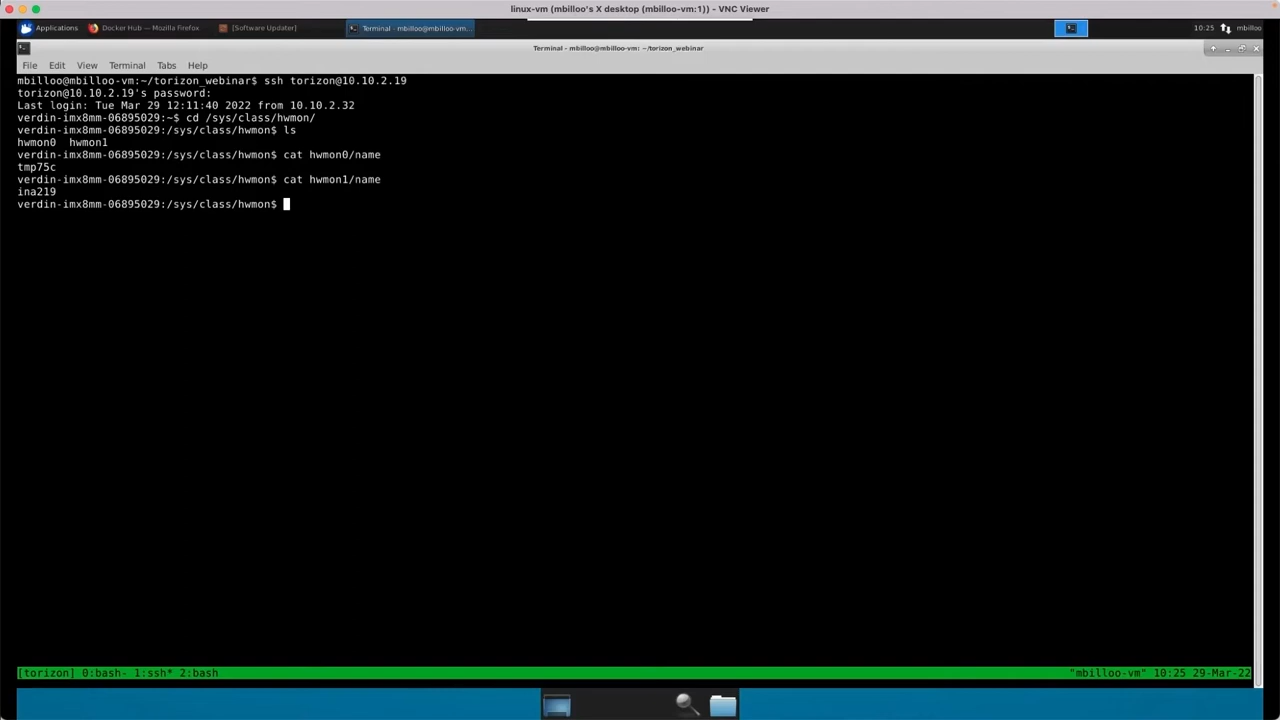 linux-vm (mbilloo's X desktop (mbilloo-vm:1)) - VNC Viewer
Applications Docker Hub — Mozilla Firefox [Software Updater] Terminal - mbilloo@mbilloo-vm... 10:25 mbilloo
Terminal - mbilloo@mbilloo-vm: ~/torizon_webinar
File Edit View Terminal Tabs Help
mbilloo@mbilloo-vm:~/torizon_webinar$ ssh torizon@10.10.2.19
torizon@10.10.2.19's password:
Last login: Tue Mar 29 12:11:40 2022 from 10.10.2.32
verdin-imx8mm-06895029:~$ cd /sys/class/hwmon/
verdin-imx8mm-06895029:/sys/class/hwmon$ ls
hwmon0  hwmon1
verdin-imx8mm-06895029:/sys/class/hwmon$ cat hwmon0/name
tmp75c
verdin-imx8mm-06895029:/sys/class/hwmon$ cat hwmon1/name
ina219
verdin-imx8mm-06895029:/sys/class/hwmon$
[torizon] 0:bash- 1:ssh* 2:bash "mbilloo-vm" 10:25 29-Mar-22